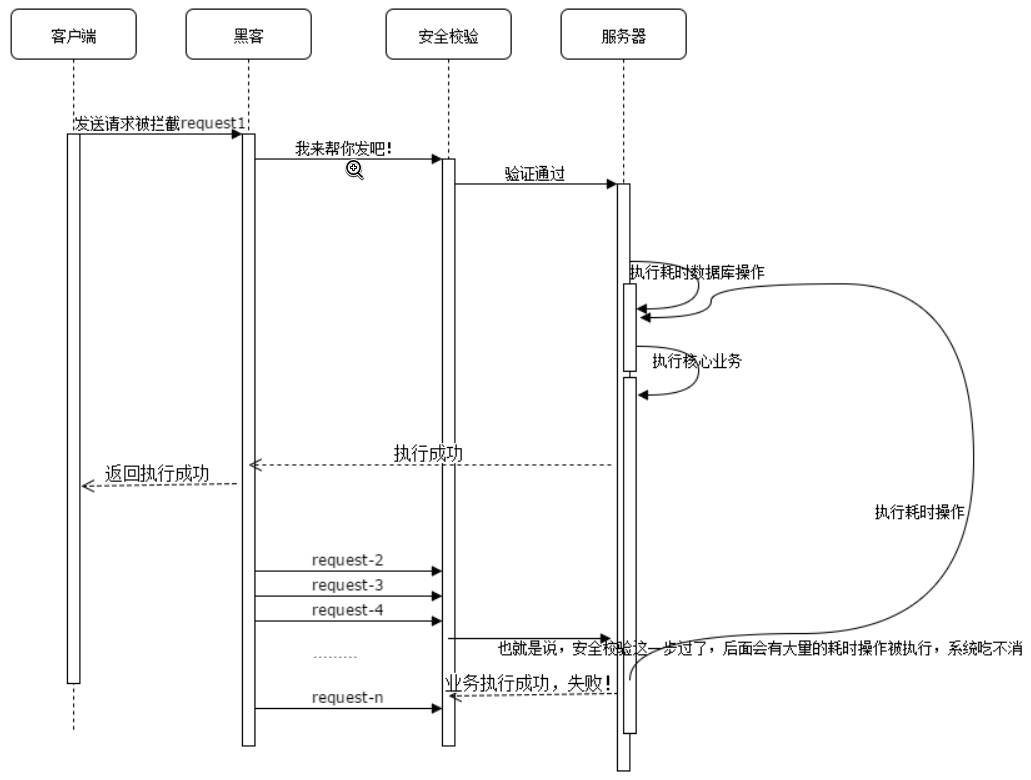 客户端
黑客
安全校验
服务器
发送请求被拦截request1
我来帮你发吧!
验证通过
执行耗时数据库操作
执行核心业务
执行成功
返回执行成功
执行耗时操作
request-2
request-3
request-4
也就是说，安全校验这一步过了，后面会有大量的耗时操作被执行，系统吃不消
.........
业务执行成功，失败!
request-n